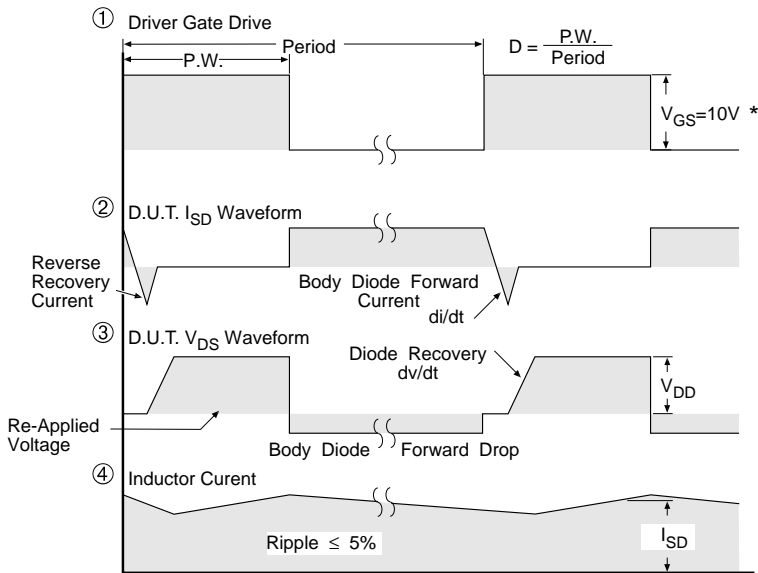 ① Driver Gate Drive
Period
P.W.
D = P.W. / Period
V_GS=10V *
② D.U.T. I_SD Waveform
Reverse
Recovery
Current
Body Diode Forward
Current
di/dt
③ D.U.T. V_DS Waveform
Diode Recovery
dv/dt
V_DD
Re-Applied
Voltage
Body Diode Forward Drop
④ Inductor Curent
Ripple ≤ 5%
I_SD